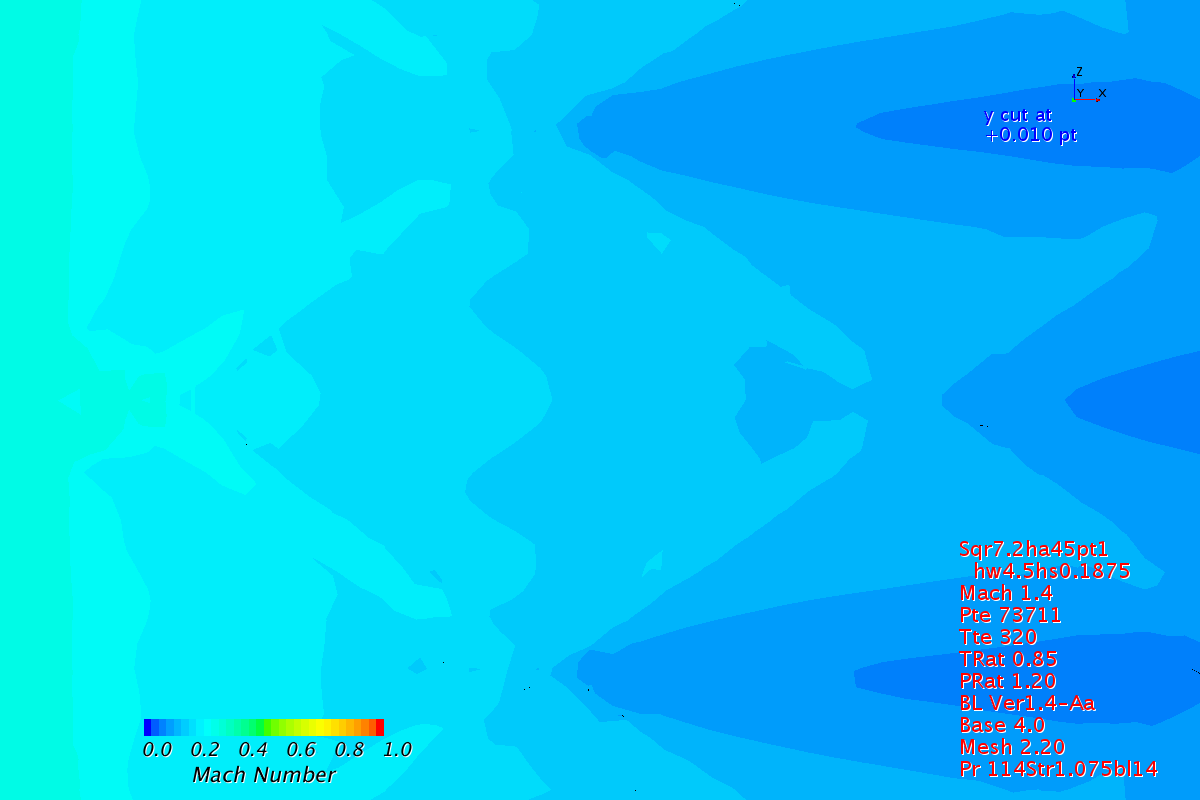 Z
Y X
y cut at
+0.010 pt
Sqr7.2ha45pt1
hw4.5hs0.1875
Mach 1.4
Pte 73711
Tte 320
TRat 0.85
PRat 1.20
BL Ver1.4-Aa
Base 4.0
Mesh 2.20
Pr 114Str1.075bl14
0.0 0.2 0.4 0.6 0.8 1.0
Mach Number